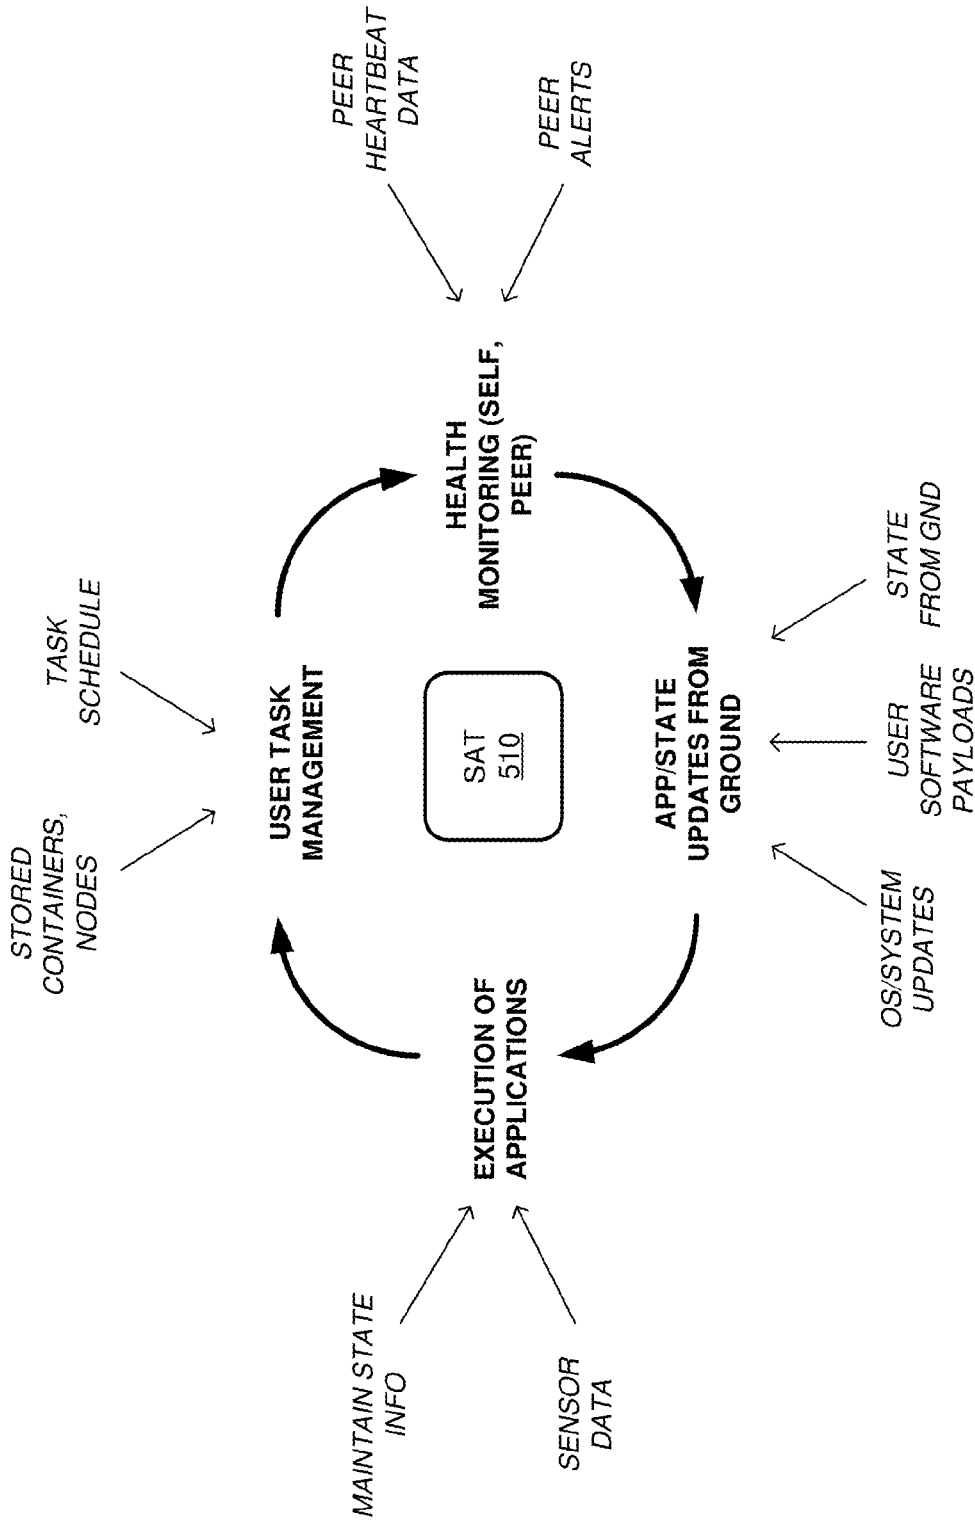 STORED
CONTAINERS,
NODES
TASK
SCHEDULE
USER TASK
MANAGEMENT
MAINTAIN STATE
INFO
SENSOR
DATA
EXECUTION OF
APPLICATIONS
SAT
510
HEALTH
MONITORING (SELF,
PEER)
PEER
HEARTBEAT
DATA
PEER
ALERTS
APP/STATE
UPDATES FROM
GROUND
OS/SYSTEM
UPDATES
USER
SOFTWARE
PAYLOADS
STATE
FROM GND